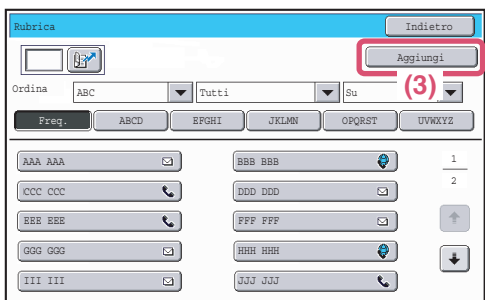 Rubrica Indietro
Aggiungi
(3)
Ordina ABC Tutti Su
Freq. ABCD EFGHI JKLMN OPQRST UVWXYZ
AAA AAA BBB BBB 1
CCC CCC DDD DDD 2
EEE EEE FFF FFF
GGG GGG HHH HHH
III III JJJ JJJ